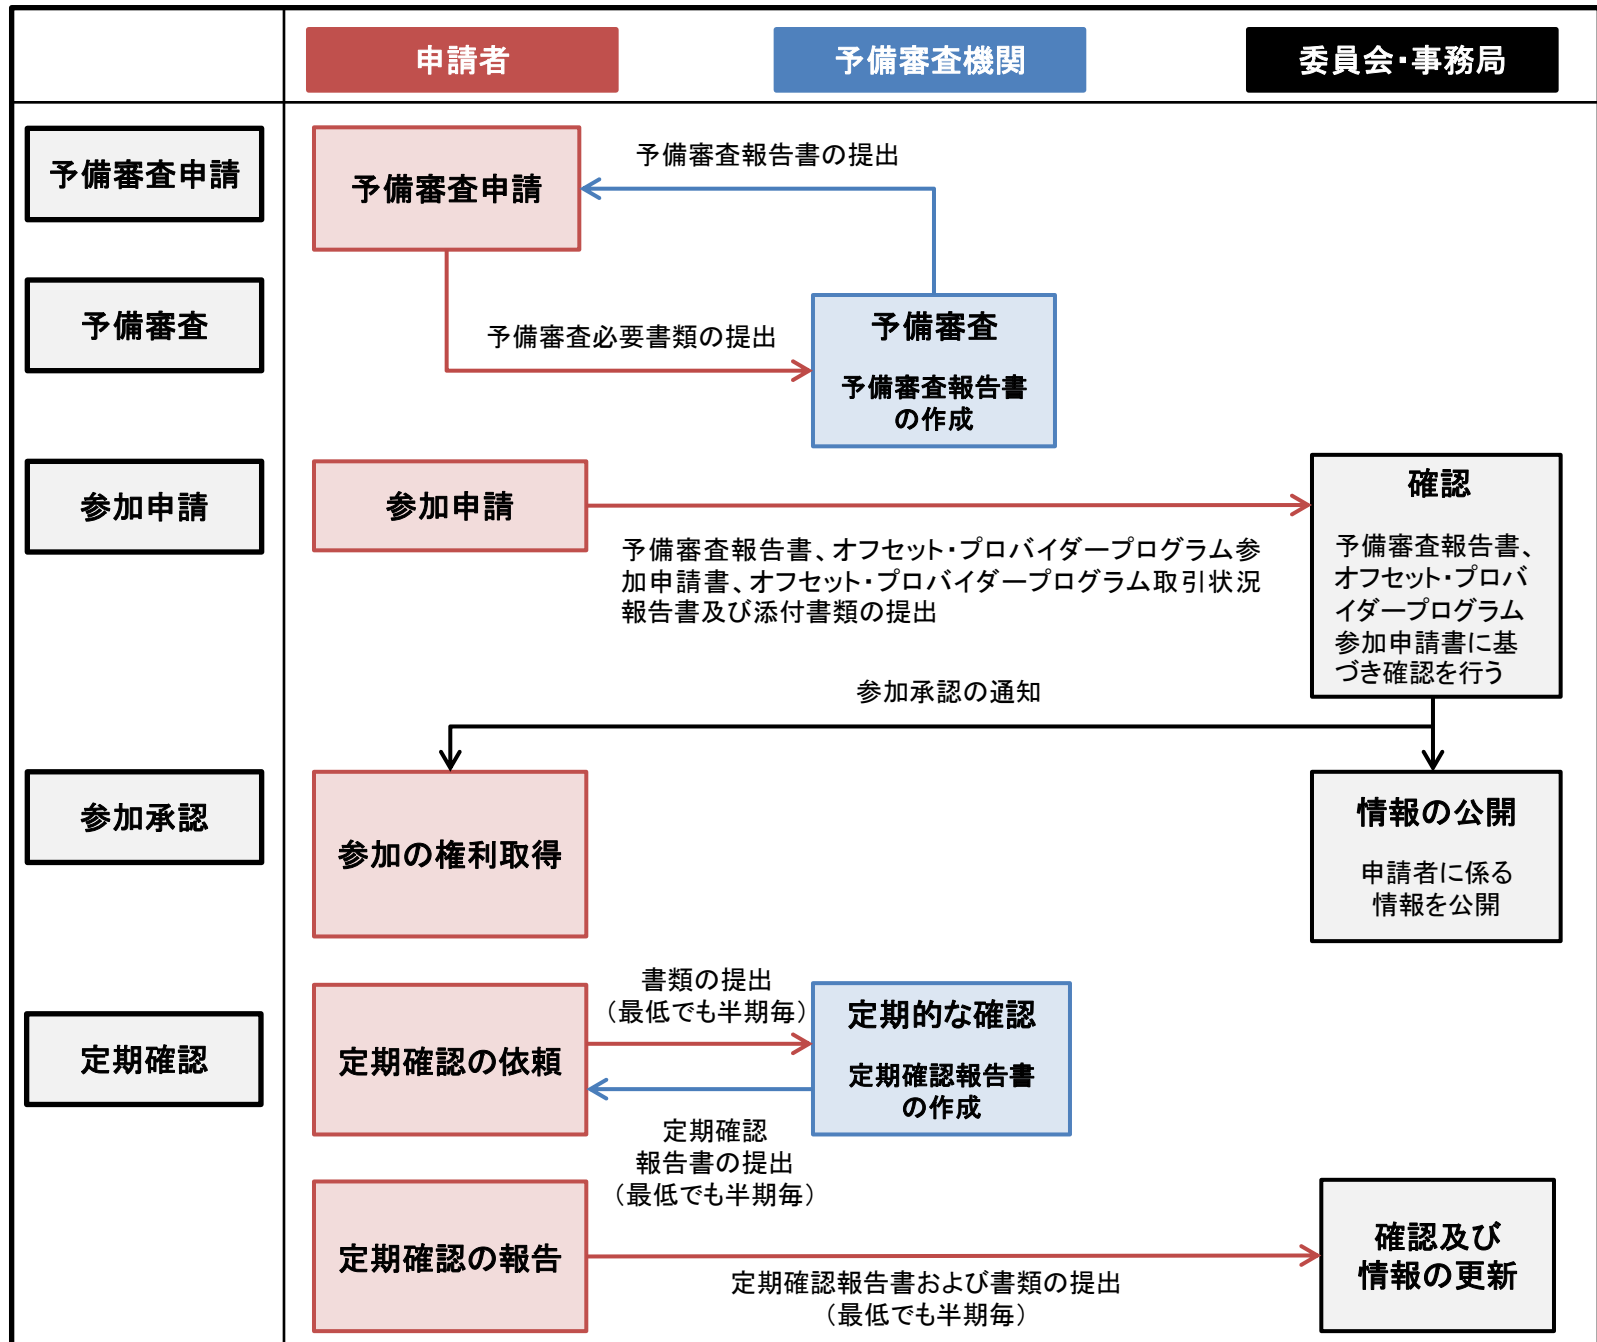 申請者
予備審査機関
委員会・事務局
予備審査申請
予備審査申請
予備審査報告書の提出
予備審査
予備審査必要書類の提出
予備審査
予備審査報告書
の作成
参加申請
参加申請
予備審査報告書、オフセット・プロバイダープログラム参
加申請書、オフセット・プロバイダープログラム取引状況
報告書及び添付書類の提出
確認
予備審査報告書、
オフセット・プロバ
イダープログラム
参加申請書に基
づき確認を行う
参加承認の通知
参加承認
参加の権利取得
情報の公開
申請者に係る
情報を公開
定期確認
定期確認の依頼
書類の提出
（最低でも半期毎）
定期的な確認
定期確認報告書
の作成
定期確認
報告書の提出
（最低でも半期毎）
定期確認の報告
定期確認報告書および書類の提出
（最低でも半期毎）
確認及び
情報の更新